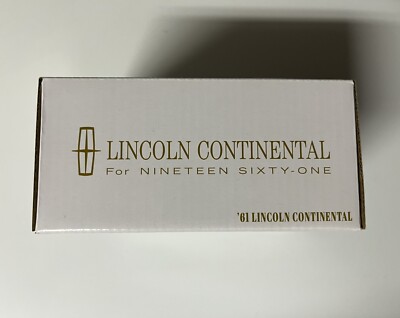 LINCOLN CONTINENTAL
For NINETEEN SIXTY-ONE
'61 LINCOLN CONTINENTAL